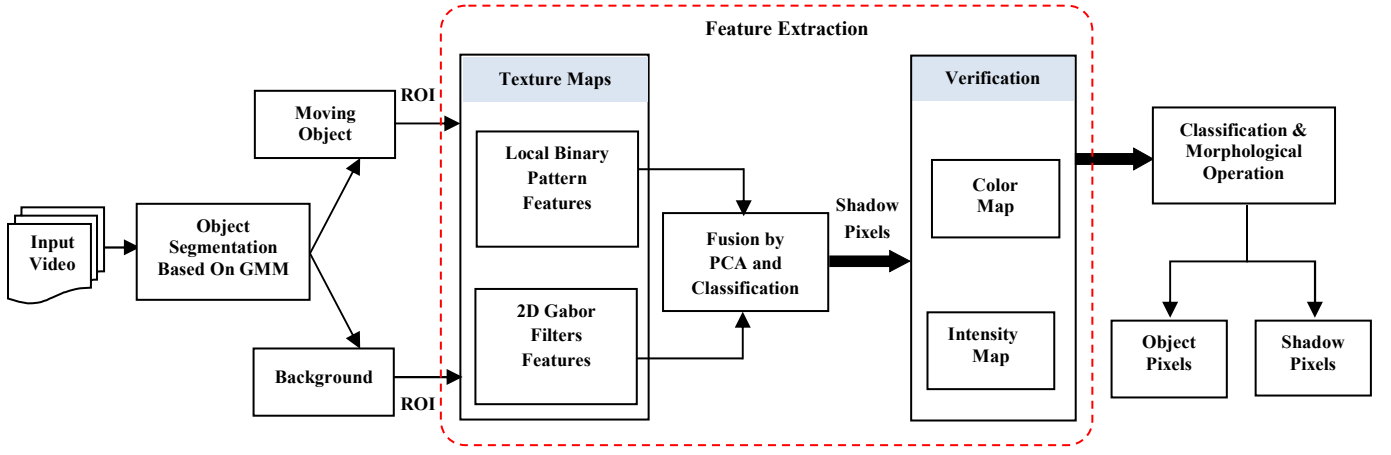 Feature Extraction
Input
Video
Object
Segmentation
Based On GMM
Moving
Object
ROI
Background
ROI
Texture Maps
Local Binary
Pattern
Features
2D Gabor
Filters
Features
Fusion by
PCA and
Classification
Shadow
Pixels
Verification
Color
Map
Intensity
Map
Classification &
Morphological
Operation
Object
Pixels
Shadow
Pixels